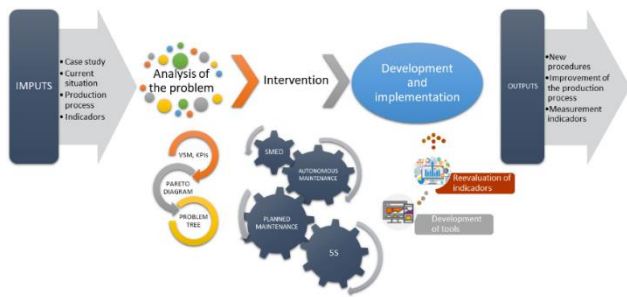 IMPUTS
• Case study
• Current
situation
• Production
process
• Indicadors
Analysis of
the problem
Intervention
Development
and
implementation
OUTPUTS
•New
procedures
•Improvement of
the production
process
•Measurement
indicadors
VSM, KPIs
PARETO
DIAGRAM
PROBLEM
TREE
SMED
AUTONOMOUS
MAINTENANCE
PLANNED
MAINTENANCE
5S
Reevaluation of
indicators
Development
of tools